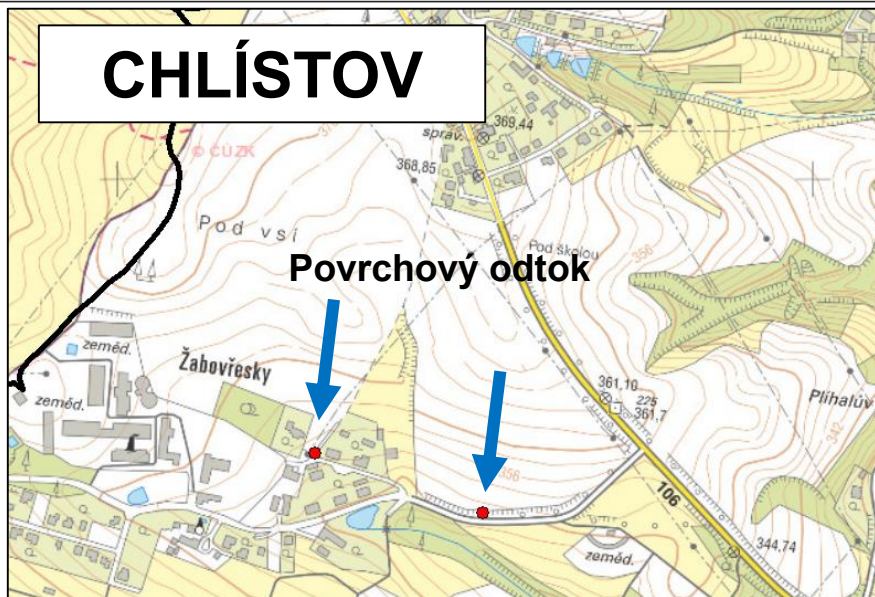 CHLÍSTOV
369,44
správ.
© ČÚZK
368,85
Pod vsí
Pod školou
356
Povrchový odtok
zeměd.
Žabovřesky
361,10
225
361,7
Plíhalův
zeměd.
342
356
106
344,74
zeměd.